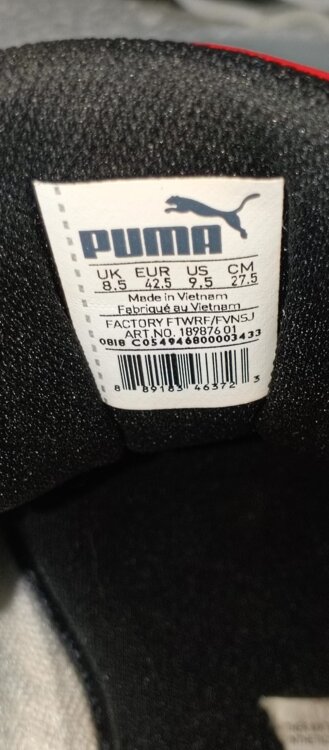 PUMA
UK EUR US CM
8.5 42.5 9.5 27.5
Made in Vietnam
Fabriqué au Vietnam
FACTORY FTWRF/FVNSJ
ART.NO. 189876 01
0818 C054946800003433
8 89183 46372 3